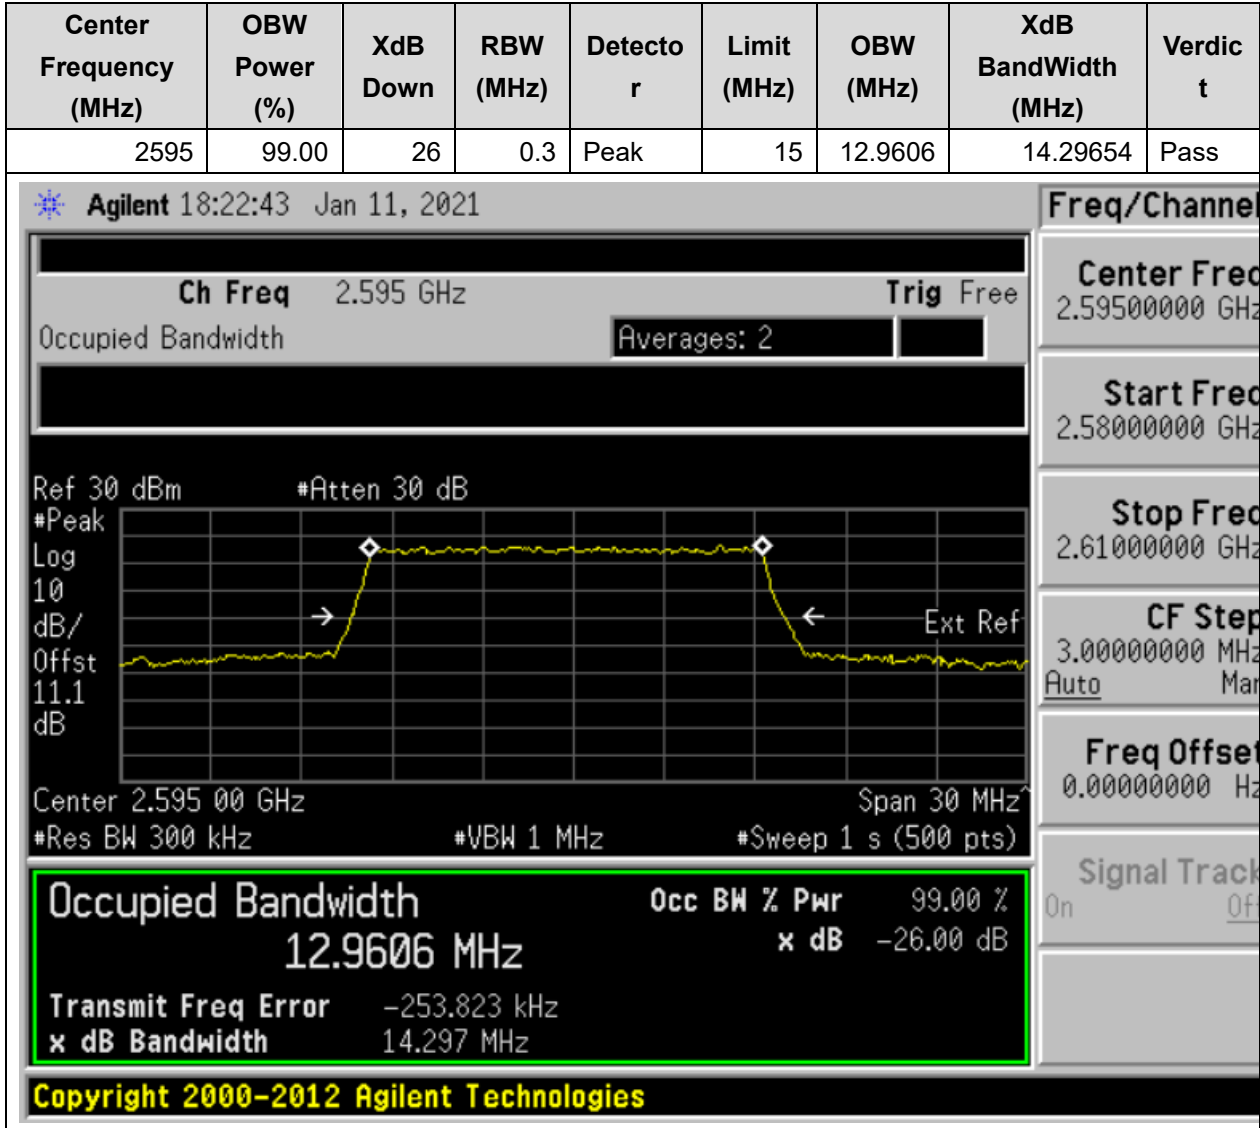 Center Frequency (MHz) OBW Power (%) XdB Down RBW (MHz) Detector Limit (MHz) OBW (MHz) XdB BandWidth (MHz) Verdict
2595 99.00 26 0.3 Peak 15 12.9606 14.29654 Pass
Agilent 18:22:43 Jan 11, 2021
Freq/Channel
Ch Freq 2.595 GHz Trig Free
Occupied Bandwidth Averages: 2
Center Freq
2.59500000 GHz
Start Freq
2.58000000 GHz
Stop Freq
2.61000000 GHz
CF Step
3.00000000 MHz
Auto Man
Freq Offset
0.00000000 Hz
Signal Track
On Off
Ref 30 dBm #Atten 30 dB
#Peak
Log
10
dB/
Offst
11.1
dB
Ext Ref
Center 2.595 00 GHz Span 30 MHz^
#Res BW 300 kHz #VBW 1 MHz #Sweep 1 s (500 pts)
Occupied Bandwidth Occ BW % Pwr 99.00 %
12.9606 MHz x dB -26.00 dB
Transmit Freq Error -253.823 kHz
x dB Bandwidth 14.297 MHz
Copyright 2000-2012 Agilent Technologies